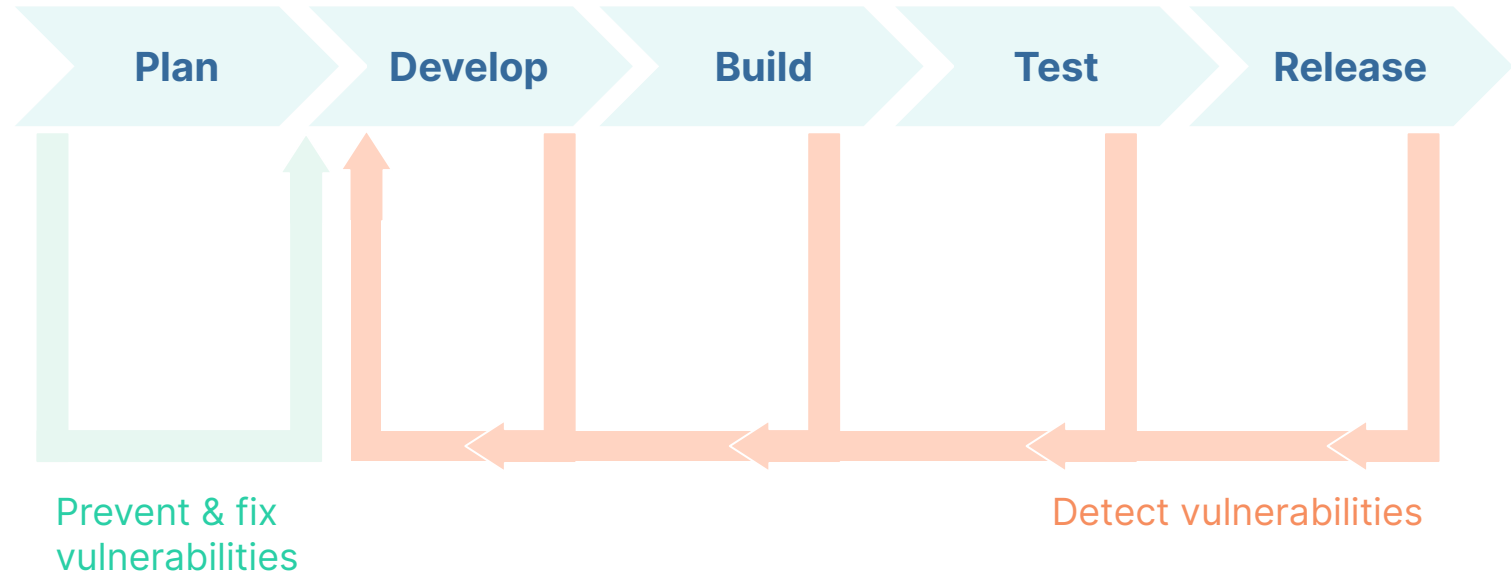 Plan
Develop
Build
Test
Release
Prevent & fix
vulnerabilities
Detect vulnerabilities